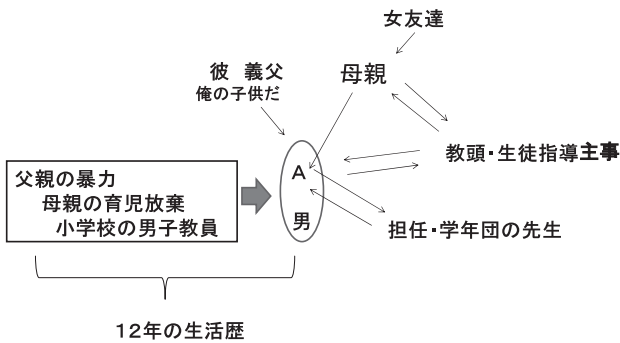 女友達
彼 義父
俺の子供だ
母親
教頭・生徒指導主事
A
男
父親の暴力
母親の育児放棄
小学校の男子教員
担任・学年団の先生
12年の生活歴